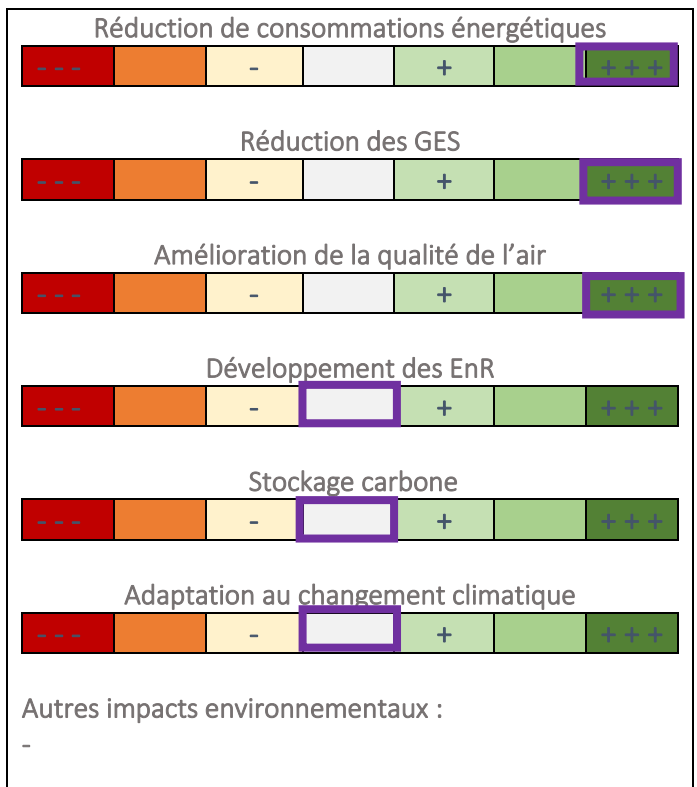 Réduction de consommations énergétiques
- - - - + + + +
Réduction des GES
- - - - + + + +
Amélioration de la qualité de l’air
- - - - + + + +
Développement des EnR
- - - - + + + +
Stockage carbone
- - - - + + + +
Adaptation au changement climatique
- - - - + + + +
Autres impacts environnementaux :
-